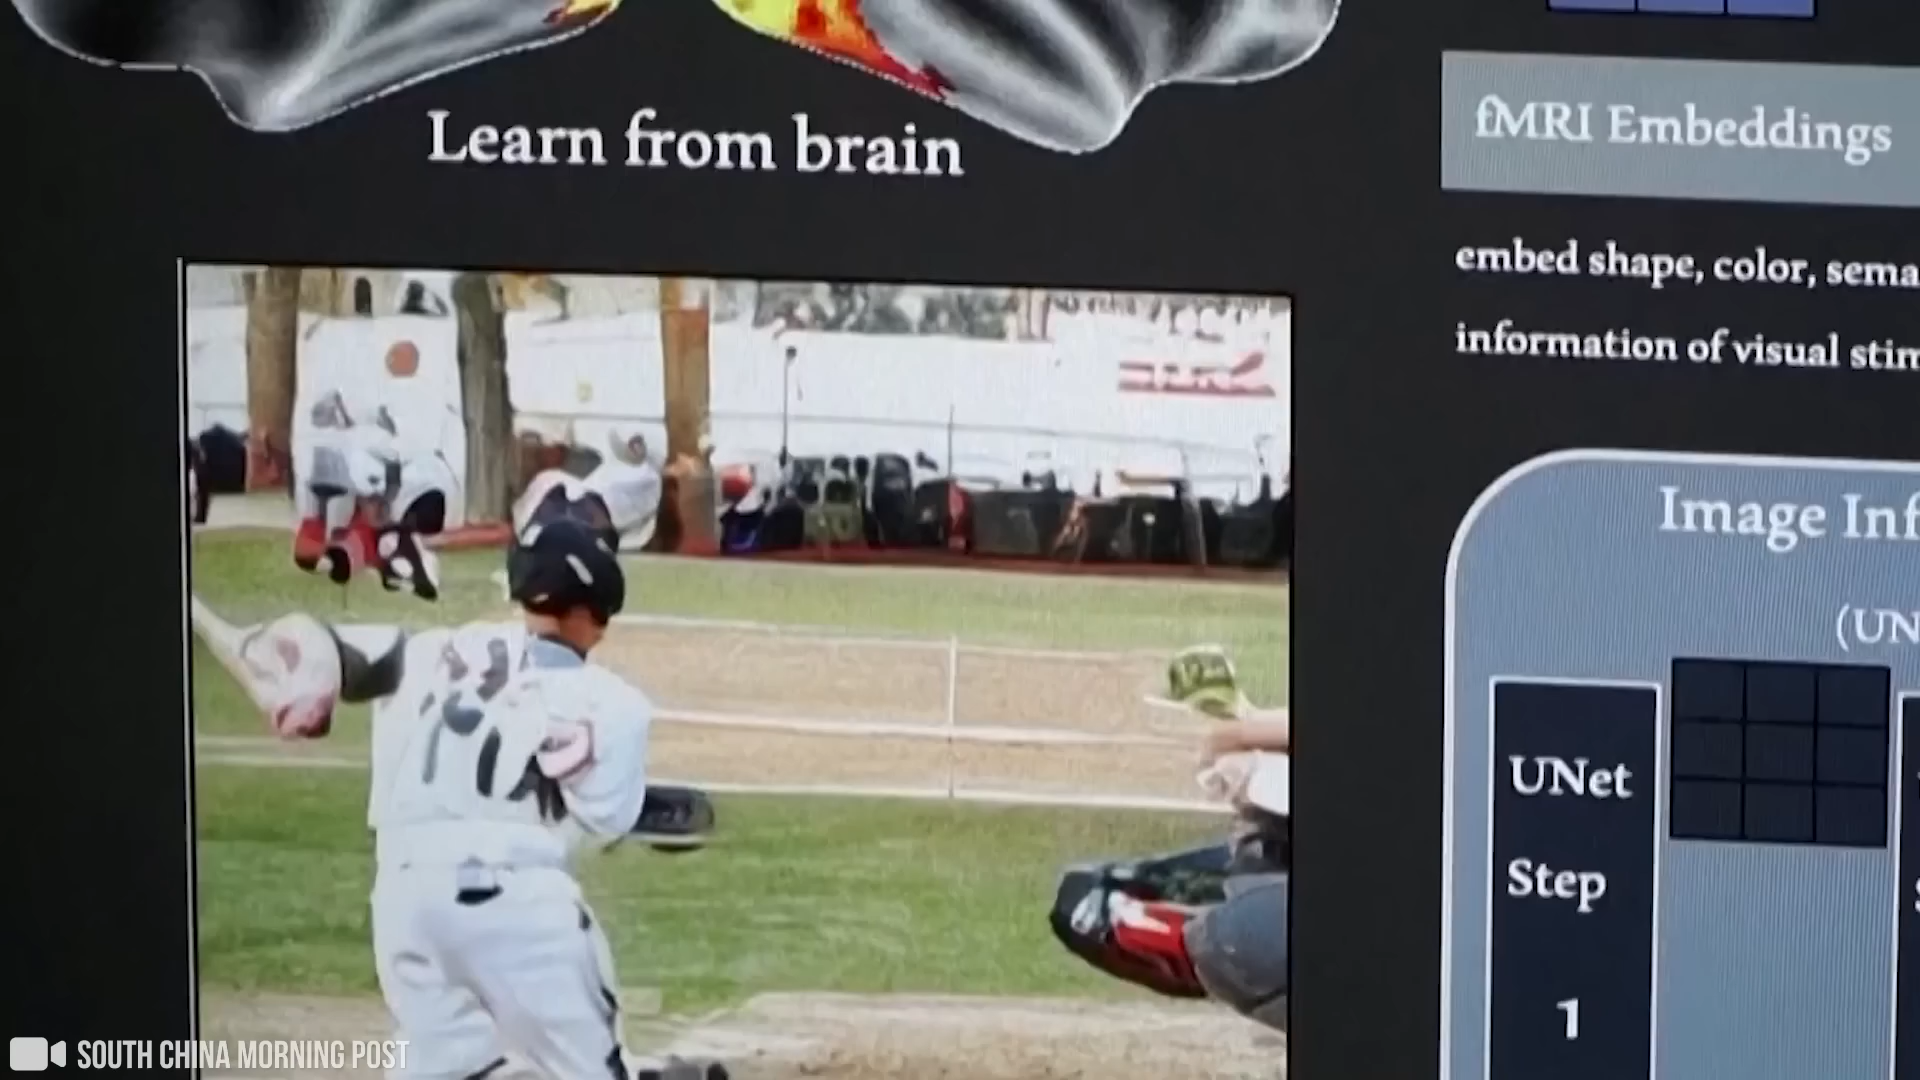 Learn from brain
fMRI Embeddings
embed shape, color, sema
information of visual stim
Image Inf
(UN
UNet
Step
1
SOUTH CHINA MORNING POST